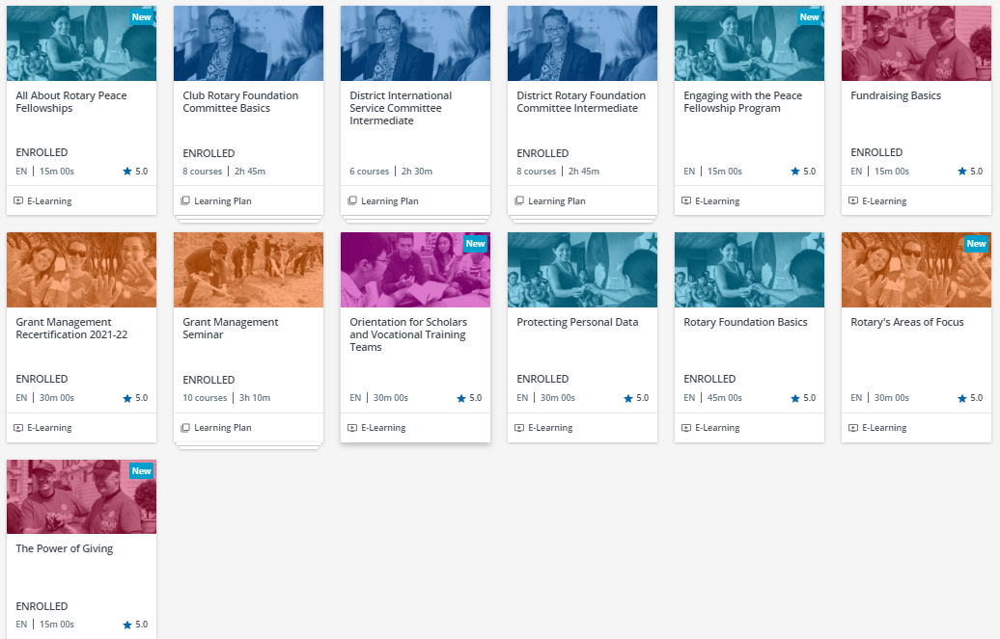 New
All About Rotary Peace
Fellowships
ENROLLED
EN | 15m 00s 5.0
E-Learning
Club Rotary Foundation
Committee Basics
ENROLLED
8 courses | 2h 45m
Learning Plan
District International
Service Committee
Intermediate
6 courses | 2h 30m
Learning Plan
District Rotary Foundation
Committee Intermediate
ENROLLED
8 courses | 2h 45m
Learning Plan
New
Engaging with the Peace
Fellowship Program
EN | 15m 00s 5.0
E-Learning
Fundraising Basics
ENROLLED
EN | 15m 00s 5.0
E-Learning
Grant Management
Recertification 2021-22
ENROLLED
EN | 30m 00s 5.0
E-Learning
Grant Management
Seminar
ENROLLED
10 courses | 3h 10m
Learning Plan
New
Orientation for Scholars
and Vocational Training
Teams
EN | 30m 00s 5.0
E-Learning
Protecting Personal Data
ENROLLED
EN | 30m 00s 5.0
E-Learning
Rotary Foundation Basics
ENROLLED
EN | 45m 00s 5.0
E-Learning
New
Rotary's Areas of Focus
EN | 30m 00s 5.0
E-Learning
New
The Power of Giving
ENROLLED
EN | 15m 00s 5.0